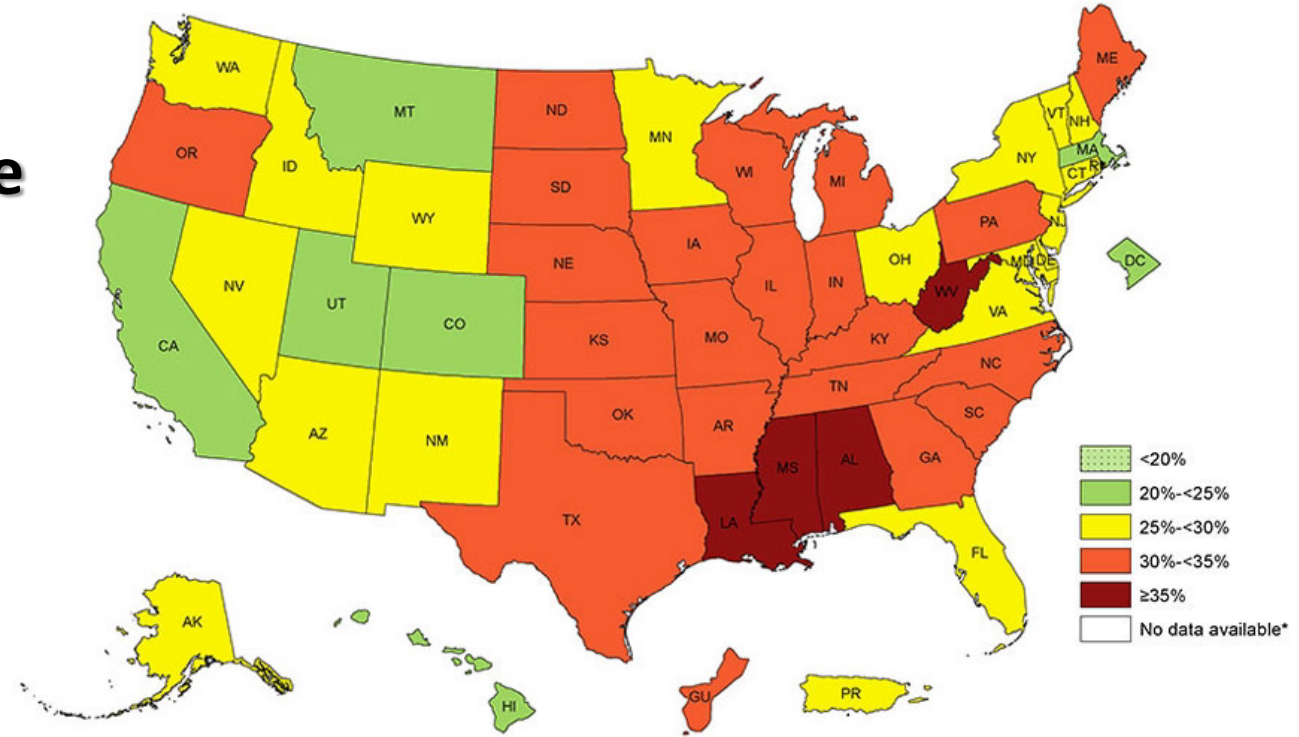 e
WA
MT
ND
MN
ME
OR
ID
WY
SD
WI
MI
NY
VT
NH
MA
CT
R
NV
UT
CO
NE
IA
IL
IN
OH
PA
NJ
MD
DE
DC
CA
KS
MO
KY
WV
VA
AZ
NM
OK
AR
TN
NC
SC
TX
LA
MS
AL
GA
FL
AK
HI
GU
PR
<20%
20%-<25%
25%-<30%
30%-<35%
≥35%
No data available*